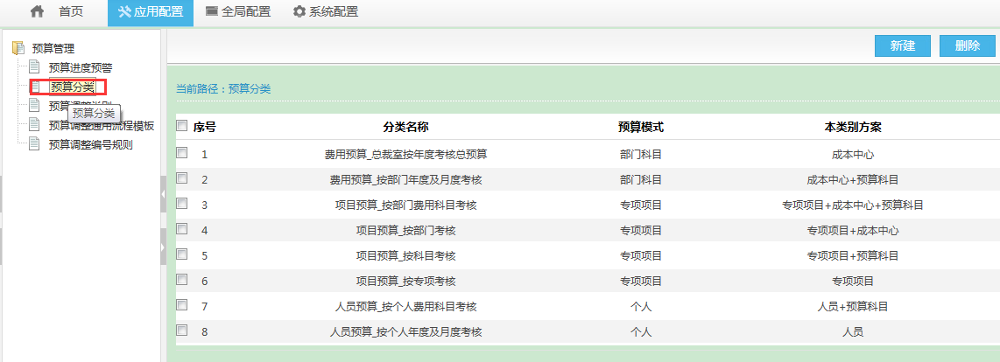 首页 应用配置 全局配置 系统配置
预算管理
预算进度预警
预算分类
预算分类
预算调整通用流程模板
预算调整编号规则
新建 删除
当前路径：预算分类
序号 分类名称 预算模式 本类别方案
1 费用预算_总裁室按年度考核总预算 部门科目 成本中心
2 费用预算_按部门年度及月度考核 部门科目 成本中心+预算科目
3 项目预算_按部门费用科目考核 专项项目 专项项目+成本中心+预算科目
4 项目预算_按部门考核 专项项目 专项项目+成本中心
5 项目预算_按科目考核 专项项目 专项项目+预算科目
6 项目预算_按专项考核 专项项目 专项项目
7 人员预算_按个人费用科目考核 个人 人员+预算科目
8 人员预算_按个人年度及月度考核 个人 人员